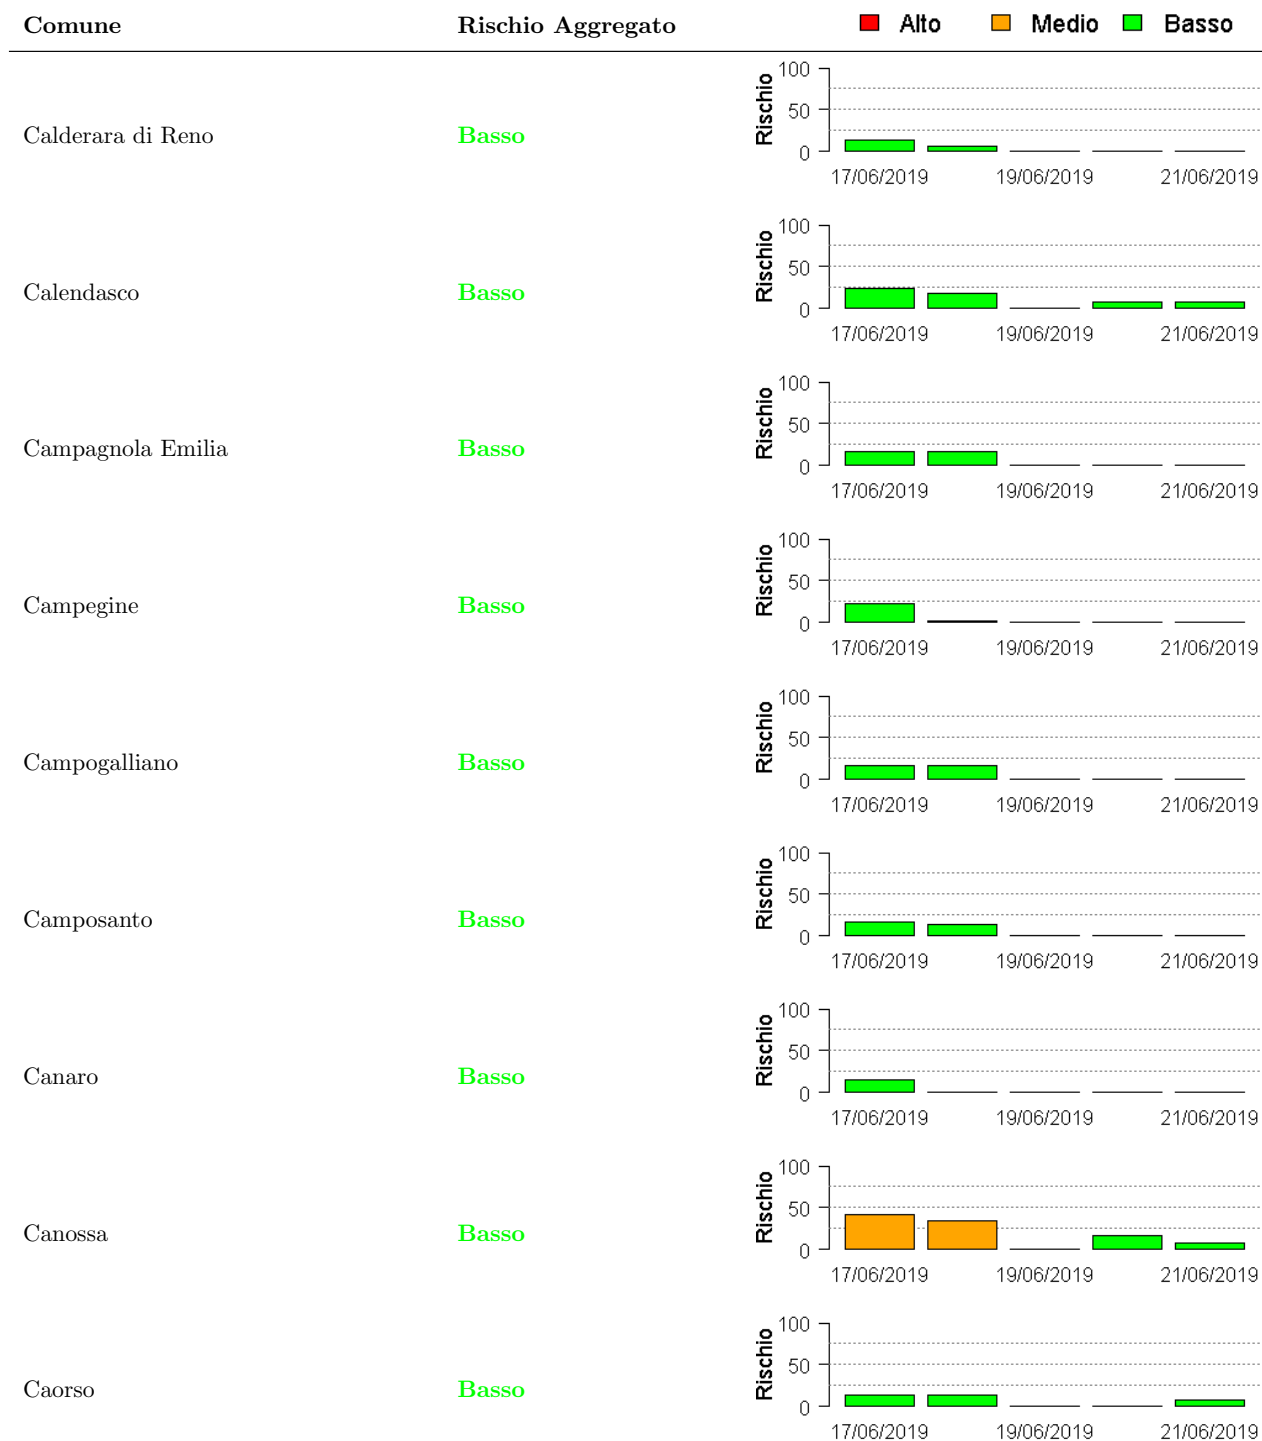 Comune Rischio Aggregato Alto Medio Basso
100
50
0
Rischio
Calderara di Reno Basso
17/06/2019 19/06/2019 21/06/2019
100
50
0
Rischio
Calendasco Basso
17/06/2019 19/06/2019 21/06/2019
100
50
0
Rischio
Campagnola Emilia Basso
17/06/2019 19/06/2019 21/06/2019
100
50
0
Rischio
Campegine Basso
17/06/2019 19/06/2019 21/06/2019
100
50
0
Rischio
Campogalliano Basso
17/06/2019 19/06/2019 21/06/2019
100
50
0
Rischio
Camposanto Basso
17/06/2019 19/06/2019 21/06/2019
100
50
0
Rischio
Canaro Basso
17/06/2019 19/06/2019 21/06/2019
100
50
0
Rischio
Canossa Basso
17/06/2019 19/06/2019 21/06/2019
100
50
0
Rischio
Caorso Basso
17/06/2019 19/06/2019 21/06/2019